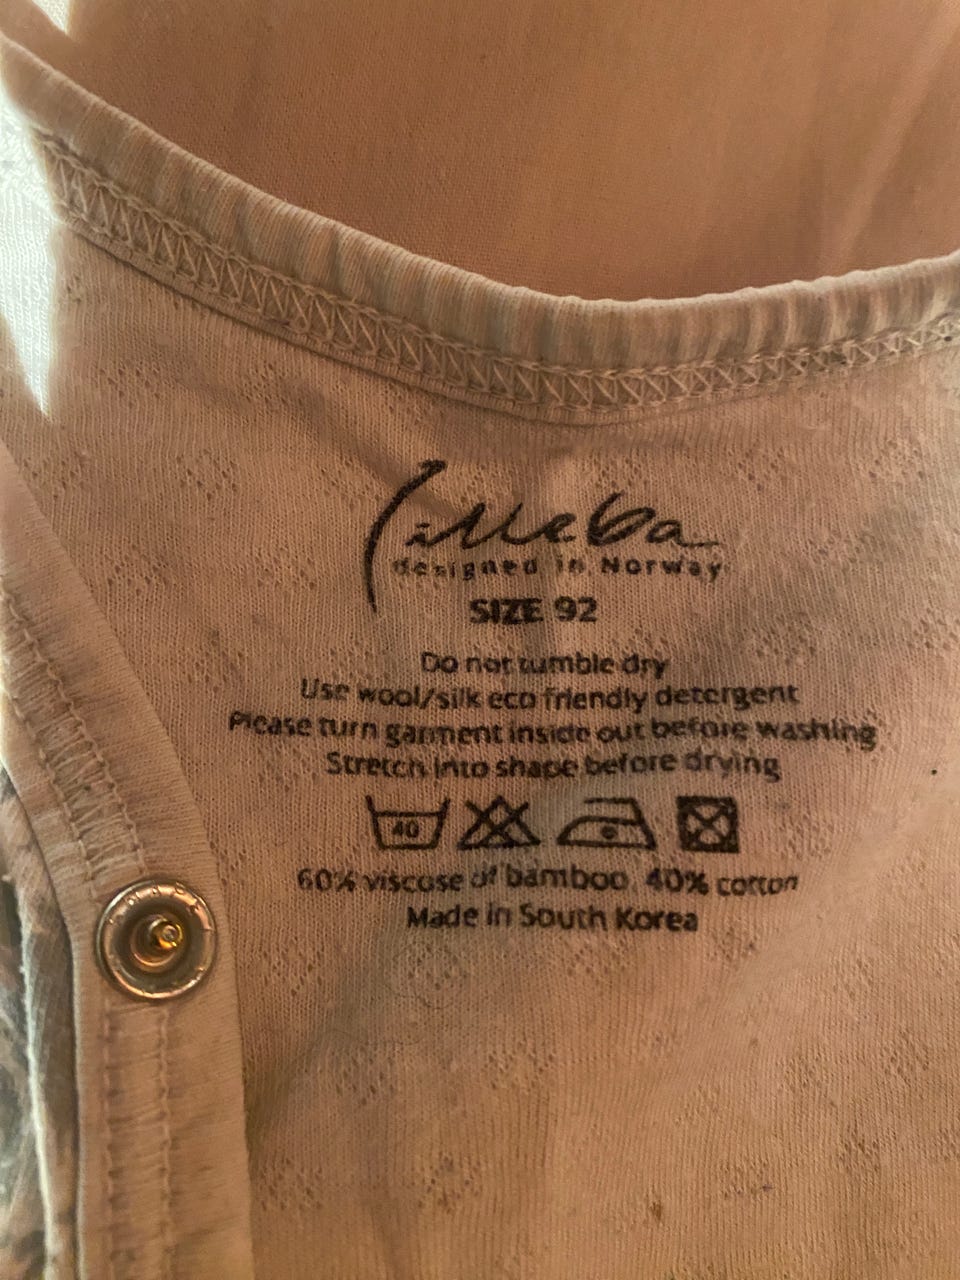 Lilleba
designed in Norway
SIZE 92
Do not tumble dry
Use wool/silk eco friendly detergent
Please turn garment inside out before washing
Stretch into shape before drying
40
60% viscose of bamboo, 40% cotton
Made in South Korea